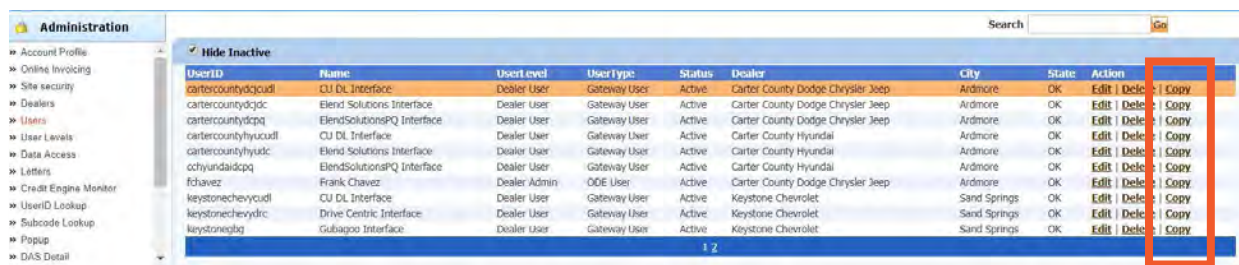 Administration
Search Go
» Account Profile
» Online Invoicing
» Site security
» Dealers
» Users
» User Levels
» Data Access
» Letters
» Credit Engine Monitor
» UserID Lookup
» Subcode Lookup
» Popup
» DAS Detail
Hide Inactive
UserID Name UserLevel UserType Status Dealer City State Action
cartercountydcjcudl CU DL Interface Dealer User Gateway User Active Carter County Dodge Chrysler Jeep Ardmore OK Edit | Delete | Copy
cartercountydcjdc Elend Solutions Interface Dealer User Gateway User Active Carter County Dodge Chrysler Jeep Ardmore OK Edit | Delete | Copy
cartercountydcpq ElendSolutionsPQ Interface Dealer User Gateway User Active Carter County Dodge Chrysler Jeep Ardmore OK Edit | Delete | Copy
cartercountyhyucudl CU DL Interface Dealer User Gateway User Active Carter County Hyundai Ardmore OK Edit | Delete | Copy
cartercountyhyudc Elend Solutions Interface Dealer User Gateway User Active Carter County Hyundai Ardmore OK Edit | Delete | Copy
cchyundaidcpq ElendSolutionsPQ Interface Dealer User Gateway User Active Carter County Hyundai Ardmore OK Edit | Delete | Copy
fchavez Frank Chavez Dealer Admin ODE User Active Carter County Dodge Chrysler Jeep Ardmore OK Edit | Delete | Copy
keystonechevycudl CU DL Interface Dealer User Gateway User Active Keystone Chevrolet Sand Springs OK Edit | Delete | Copy
keystonechevydrc Drive Centric Interface Dealer User Gateway User Active Keystone Chevrolet Sand Springs OK Edit | Delete | Copy
keystonegbg Gubagoo Interface Dealer User Gateway User Active Keystone Chevrolet Sand Springs OK Edit | Delete | Copy
1 2